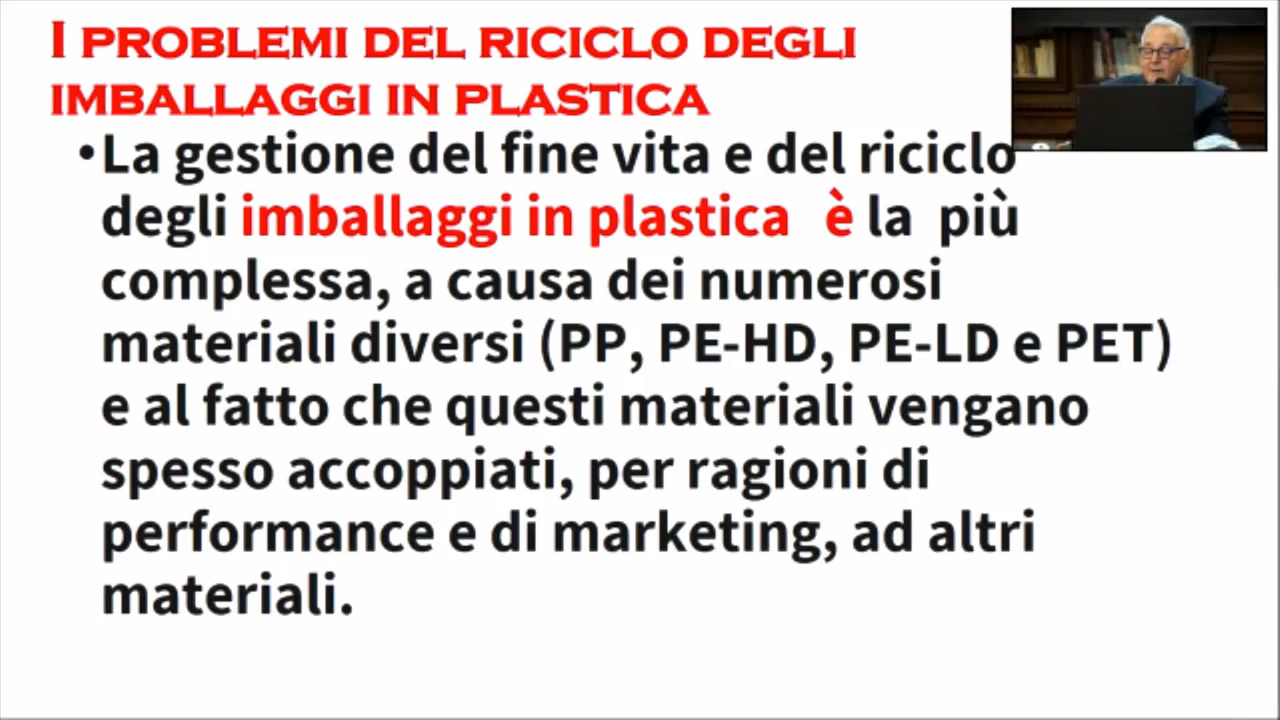 I PROBLEMI DEL RICICLO DEGLI
IMBALLAGGI IN PLASTICA
•La gestione del fine vita e del riciclo
degli imballaggi in plastica è la più
complessa, a causa dei numerosi
materiali diversi (PP, PE-HD, PE-LD e PET)
e al fatto che questi materiali vengano
spesso accoppiati, per ragioni di
performance e di marketing, ad altri
materiali.